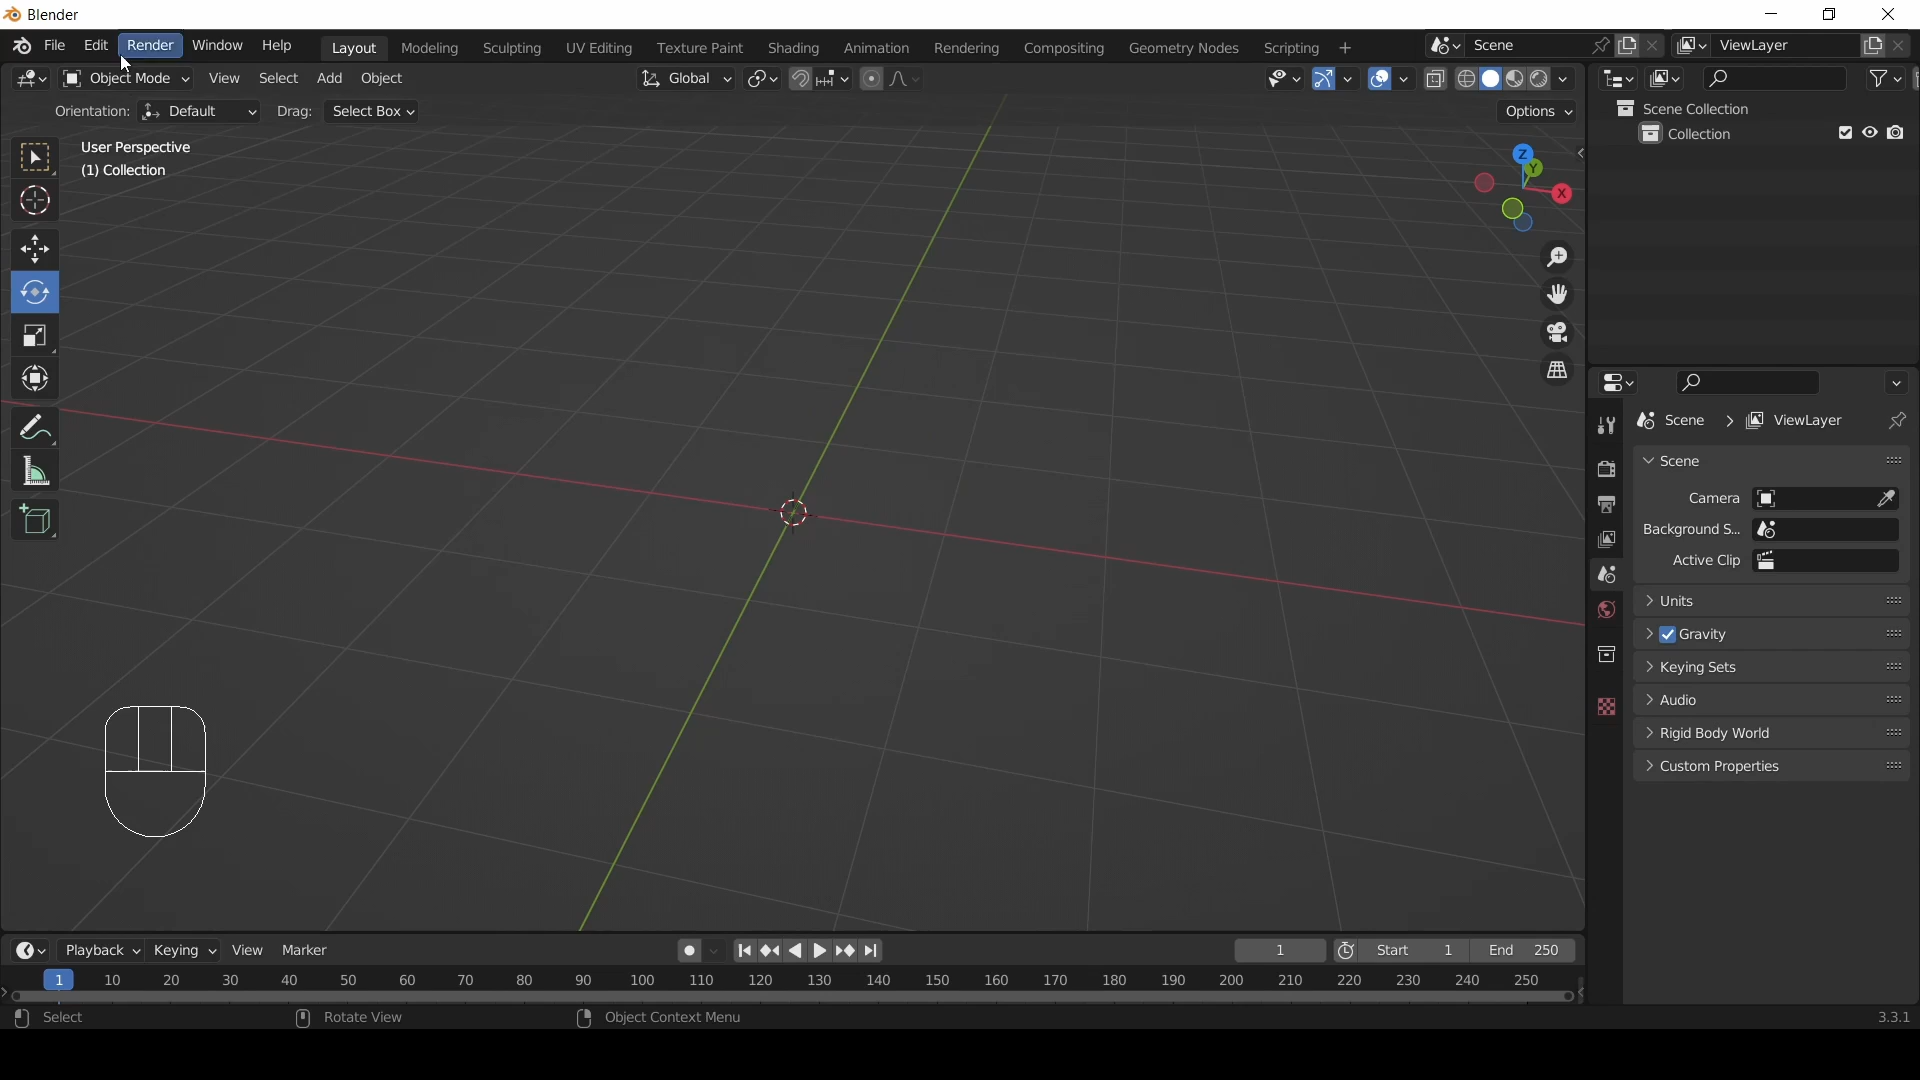 Blender
File Edit Render Window Help Layout Modeling Sculpting UV Editing Texture Paint Shading Animation Rendering Compositing Geometry Nodes Scripting + Scene ViewLayer
Object Mode View Select Add Object Global
Orientation: Default Drag: Select Box Options
User Perspective
(1) Collection
Z
Y
X
Scene Collection
Collection
Scene > ViewLayer
Scene
Camera
Background S...
Active Clip
Units
Gravity
Keying Sets
Audio
Rigid Body World
Custom Properties
Playback Keying View Marker 1 Start 1 End 250
1 10 20 30 40 50 60 70 80 90 100 110 120 130 140 150 160 170 180 190 200 210 220 230 240 250
Select Rotate View Object Context Menu 3.3.1